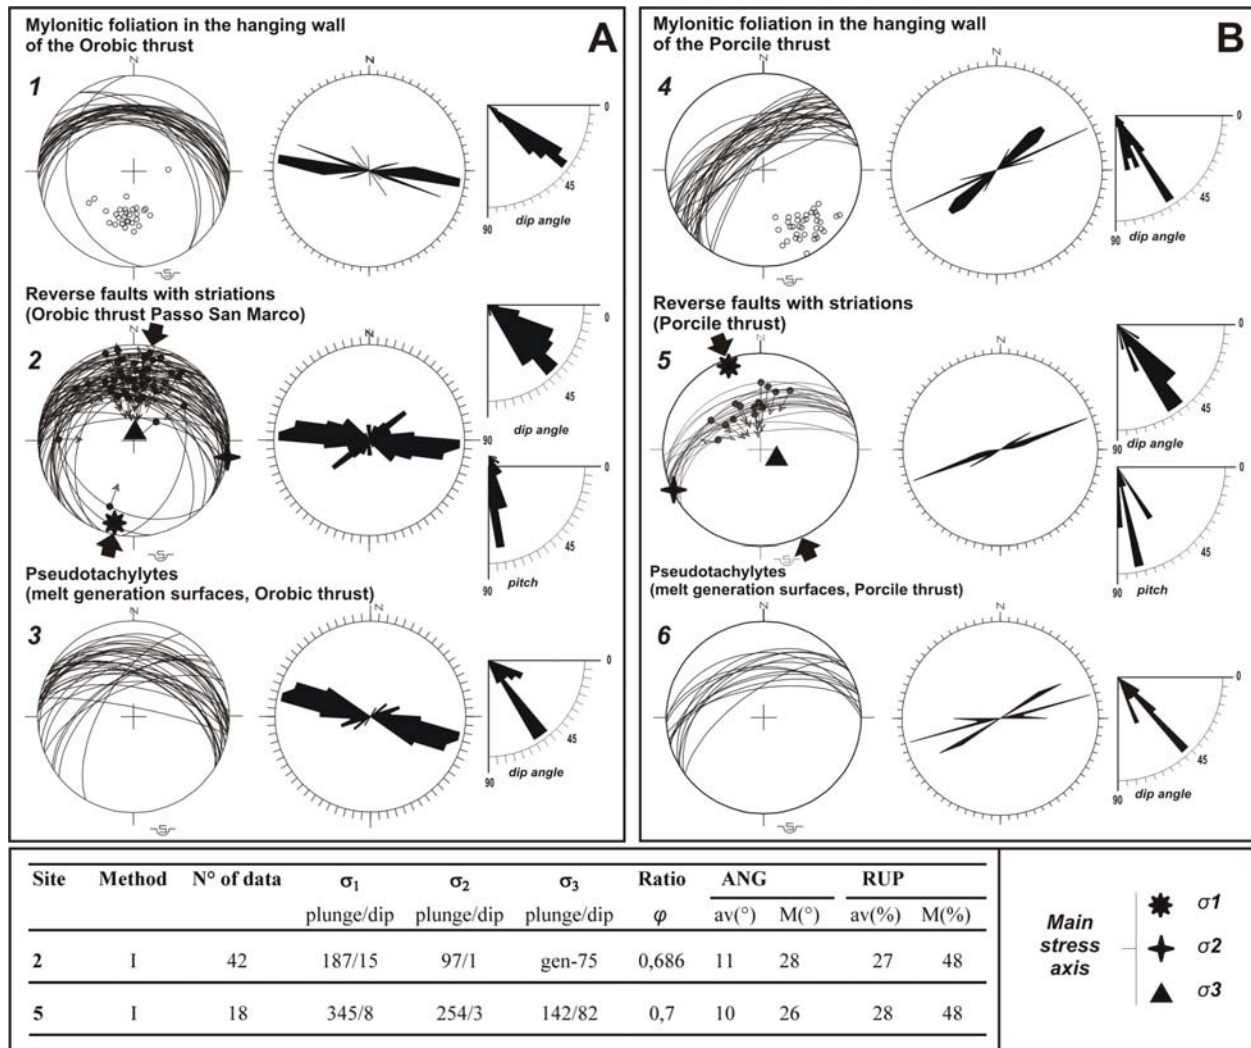 Mylonitic foliation in the hanging wall
of the Orobic thrust
A
1
N
N
0
45
90
dip angle
S
Reverse faults with striations
(Orobic thrust Passo San Marco)
2
N
N
0
45
90
dip angle
0
45
90
pitch
S
Pseudotachylytes
(melt generation surfaces, Orobic thrust)
3
N
N
0
45
90
dip angle
S
Mylonitic foliation in the hanging wall
of the Porcile thrust
B
4
N
N
0
45
90
dip angle
S
Reverse faults with striations
(Porcile thrust)
5
N
N
0
45
90
dip angle
0
45
90
pitch
S
Pseudotachylytes
(melt generation surfaces, Porcile thrust)
6
N
N
0
45
90
dip angle
S
Site Method N° of data σ1 σ2 σ3 Ratio ANG RUP
plunge/dip plunge/dip plunge/dip φ av(°) M(°) av(%) M(%)
2 I 42 187/15 97/1 gen-75 0,686 11 28 27 48
5 I 18 345/8 254/3 142/82 0,7 10 26 28 48
Main
stress
axis
σ1
σ2
σ3